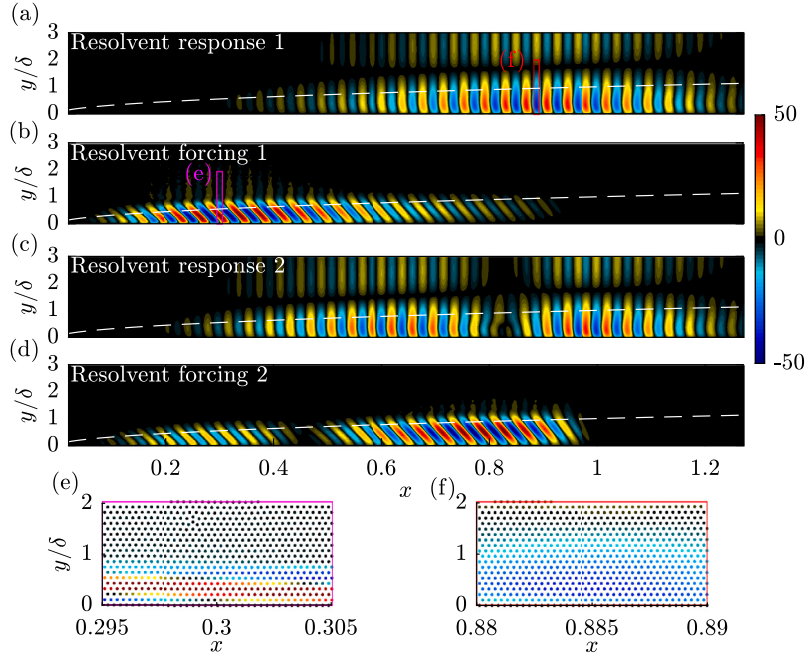 (a)
3
2
1
0
y/δ
Resolvent response 1
(f)
(b)
3
2
1
0
y/δ
Resolvent forcing 1
(e)
50
0
-50
(c)
3
2
1
0
y/δ
Resolvent response 2
(d)
3
2
1
0
y/δ
Resolvent forcing 2
0.2 0.4 0.6 0.8 1 1.2
x
(e)
2
1
0
y/δ
0.295 0.3 0.305
x
(f)
2
1
0
0.88 0.885 0.89
x